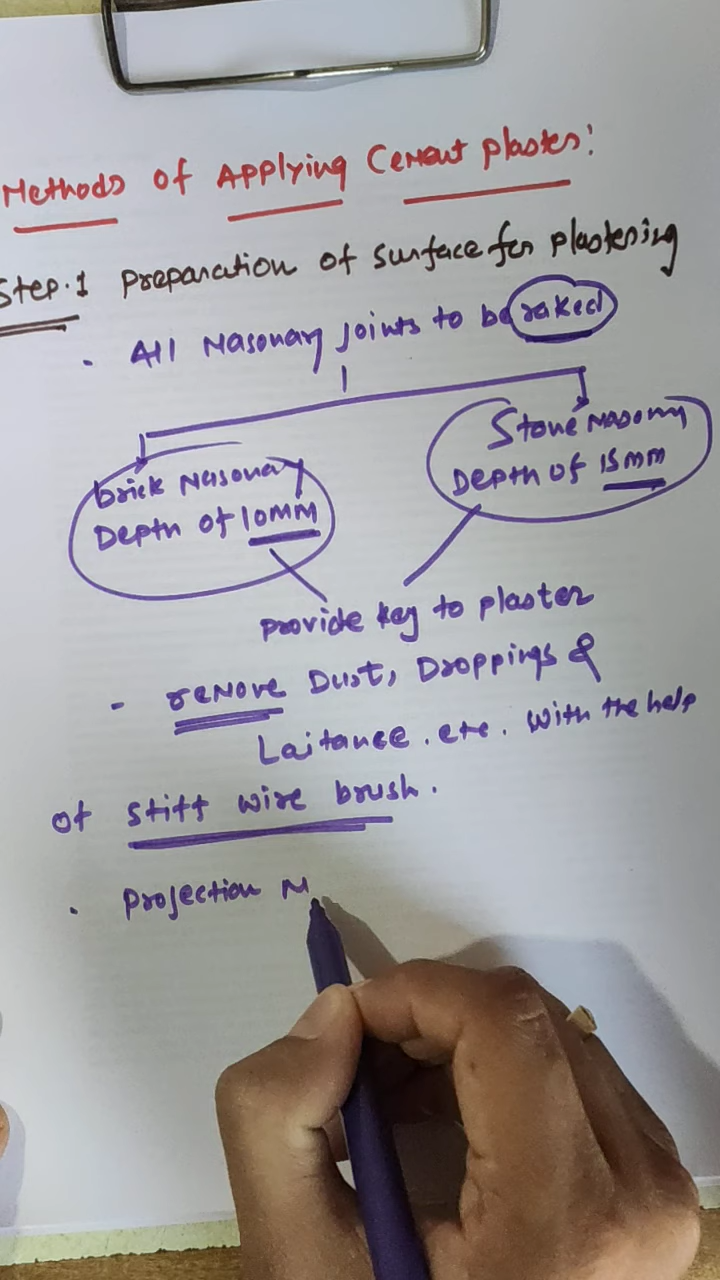 Methods of Applying Cement plaster:
Step.1 preparation of surface for plastering
· All Masonary joints to be raked
Stone Masonry
Depth of 15mm
brick Masonary
Depth of 10MM
provide key to plaster
- remove Dust, Droppings &
Laitance. etc. with the help
of stiff wire brush.
· Projection M